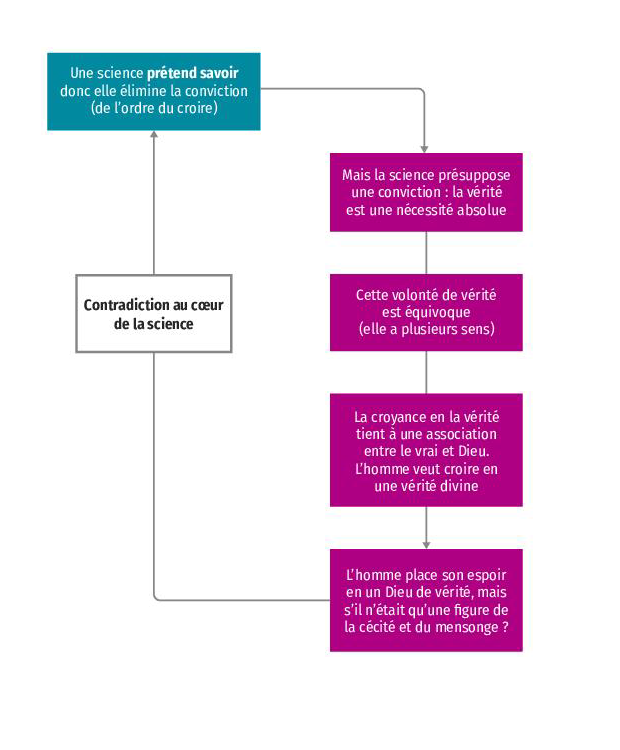 Une science prétend savoir
donc elle élimine la conviction
(de l’ordre du croire)
Mais la science présuppose
une conviction : la vérité
est une nécessité absolue
Cette volonté de vérité
est équivoque
(elle a plusieurs sens)
La croyance en la vérité
tient à une association
entre le vrai et Dieu.
L’homme veut croire en
une vérité divine
L’homme place son espoir
en un Dieu de vérité, mais
s’il n’était qu’une figure de
la cécité et du mensonge ?
Contradiction au cœur
de la science